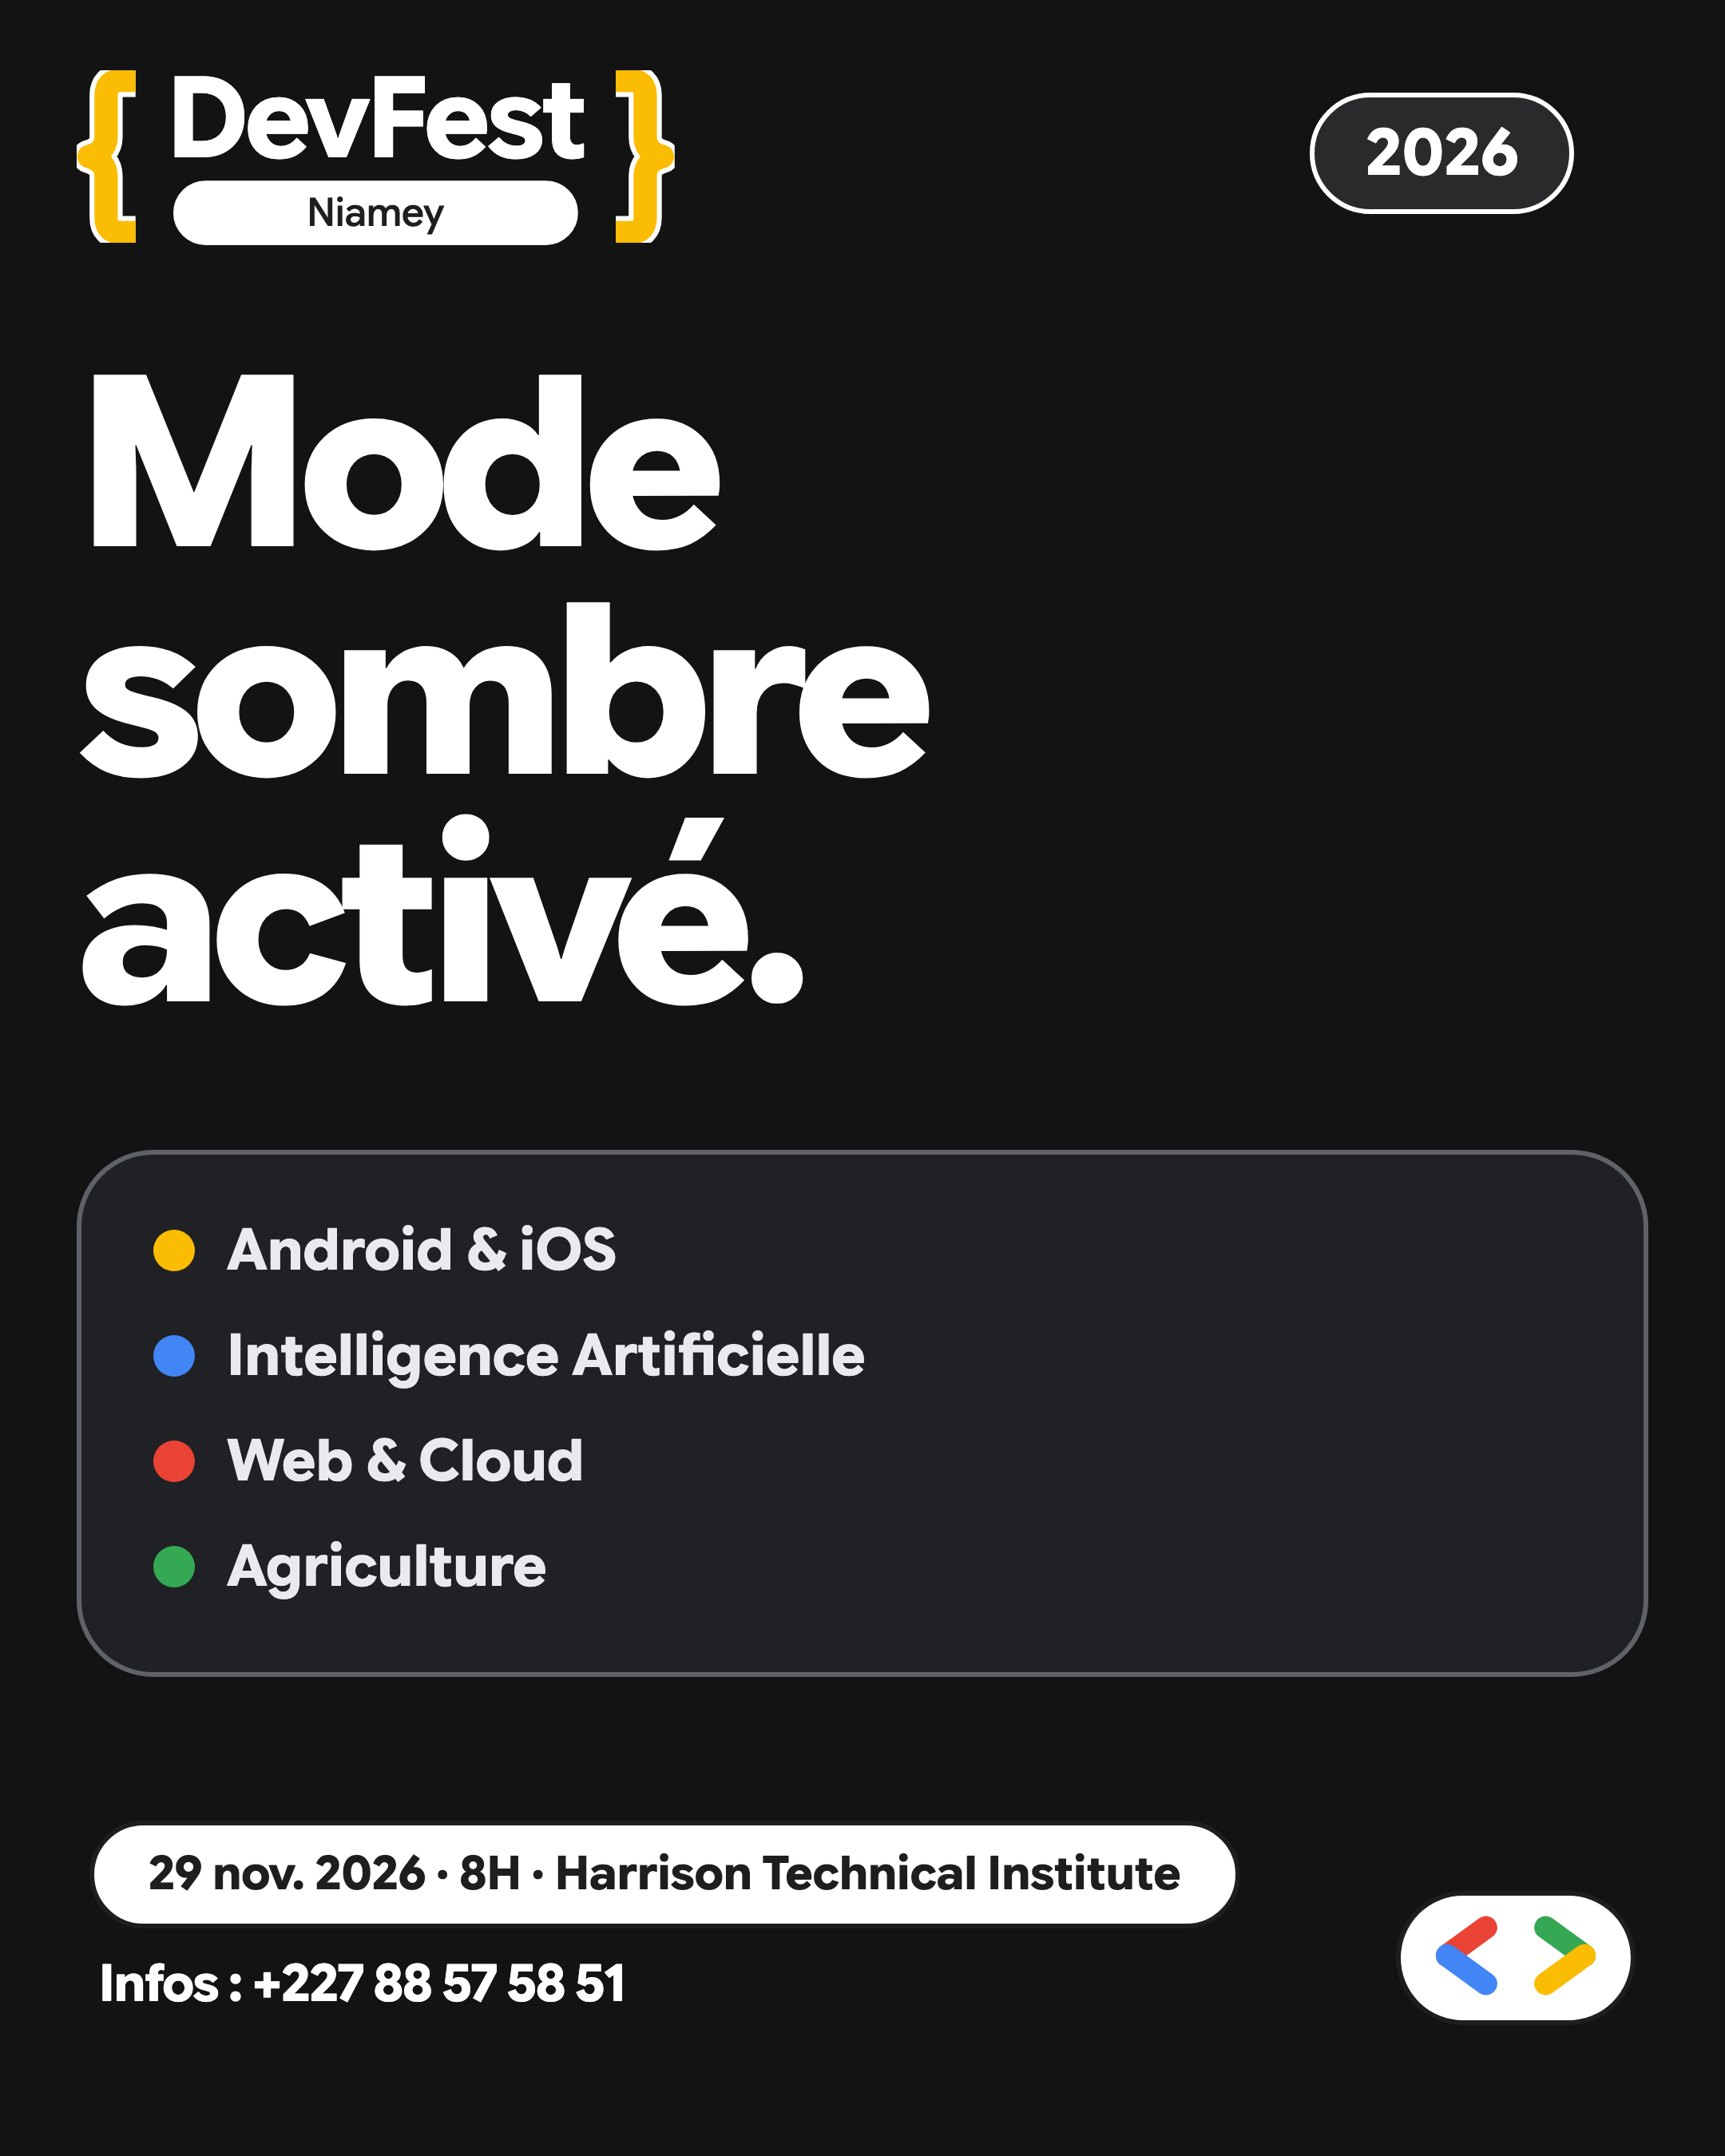 DevFest
Niamey
2026
Mode
sombre
activé.
Android & iOS
Intelligence Artificielle
Web & Cloud
Agriculture
29 nov. 2026 · 8H · Harrison Technical Institute
Infos : +227 88 57 58 51